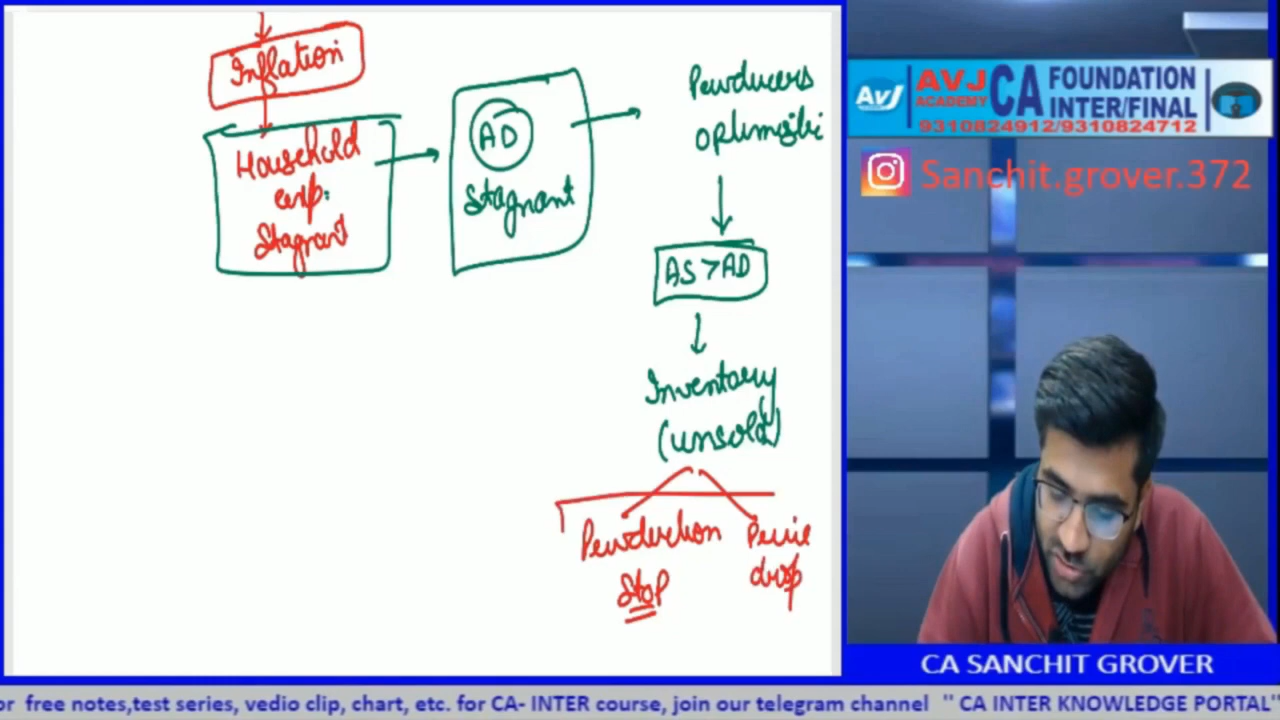 Inflation
Household
exp.
Stagnant
AD
Stagnant
Producers
optimistic
AS > AD
Inventory
(unsold)
Production
Stop
Price
drop
AVJ
AVJ
ACADEMY
CA
FOUNDATION
INTER/FINAL
9310824912/9310824712
Sanchit.grover.372
CA SANCHIT GROVER
or free notes,test series, vedio clip, chart, etc. for CA- INTER course, join our telegram channel " CA INTER KNOWLEDGE PORTAL"